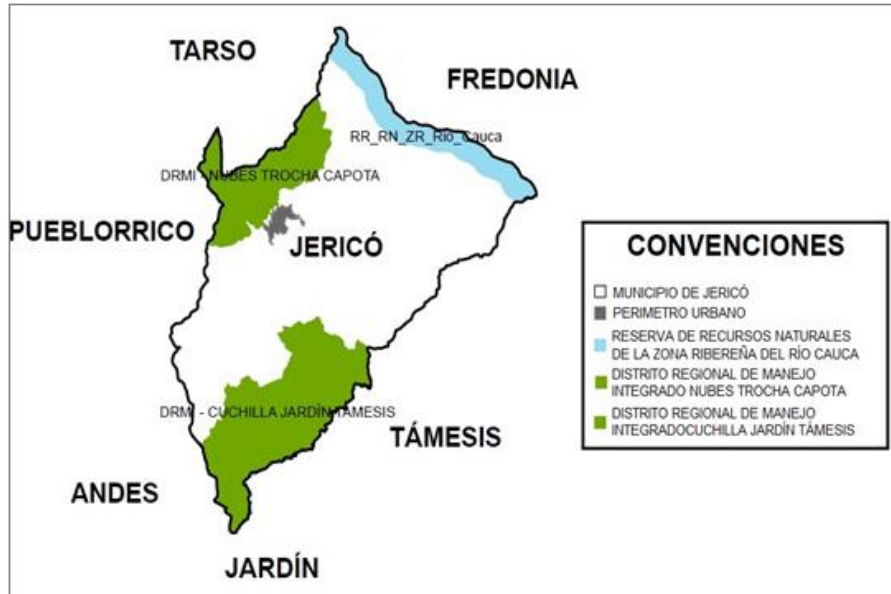 TARSO
FREDONIA
RR_RN_ZR_Rio_Cauca
DRMI - NUBES TROCHA CAPOTA
PUEBLORRICO
JERICÓ
DRMI - CUCHILLA JARDÍN TAMESIS
TÁMESIS
ANDES
JARDÍN
CONVENCIONES
MUNICIPIO DE JERICÓ
PERIMETRO URBANO
RESERVA DE RECURSOS NATURALES
DE LA ZONA RIBEREÑA DEL RÍO CAUCA
DISTRITO REGIONAL DE MANEJO
INTEGRADO NUBES TROCHA CAPOTA
DISTRITO REGIONAL DE MANEJO
INTEGRADOCUCHILLA JARDÍN TÁMESIS